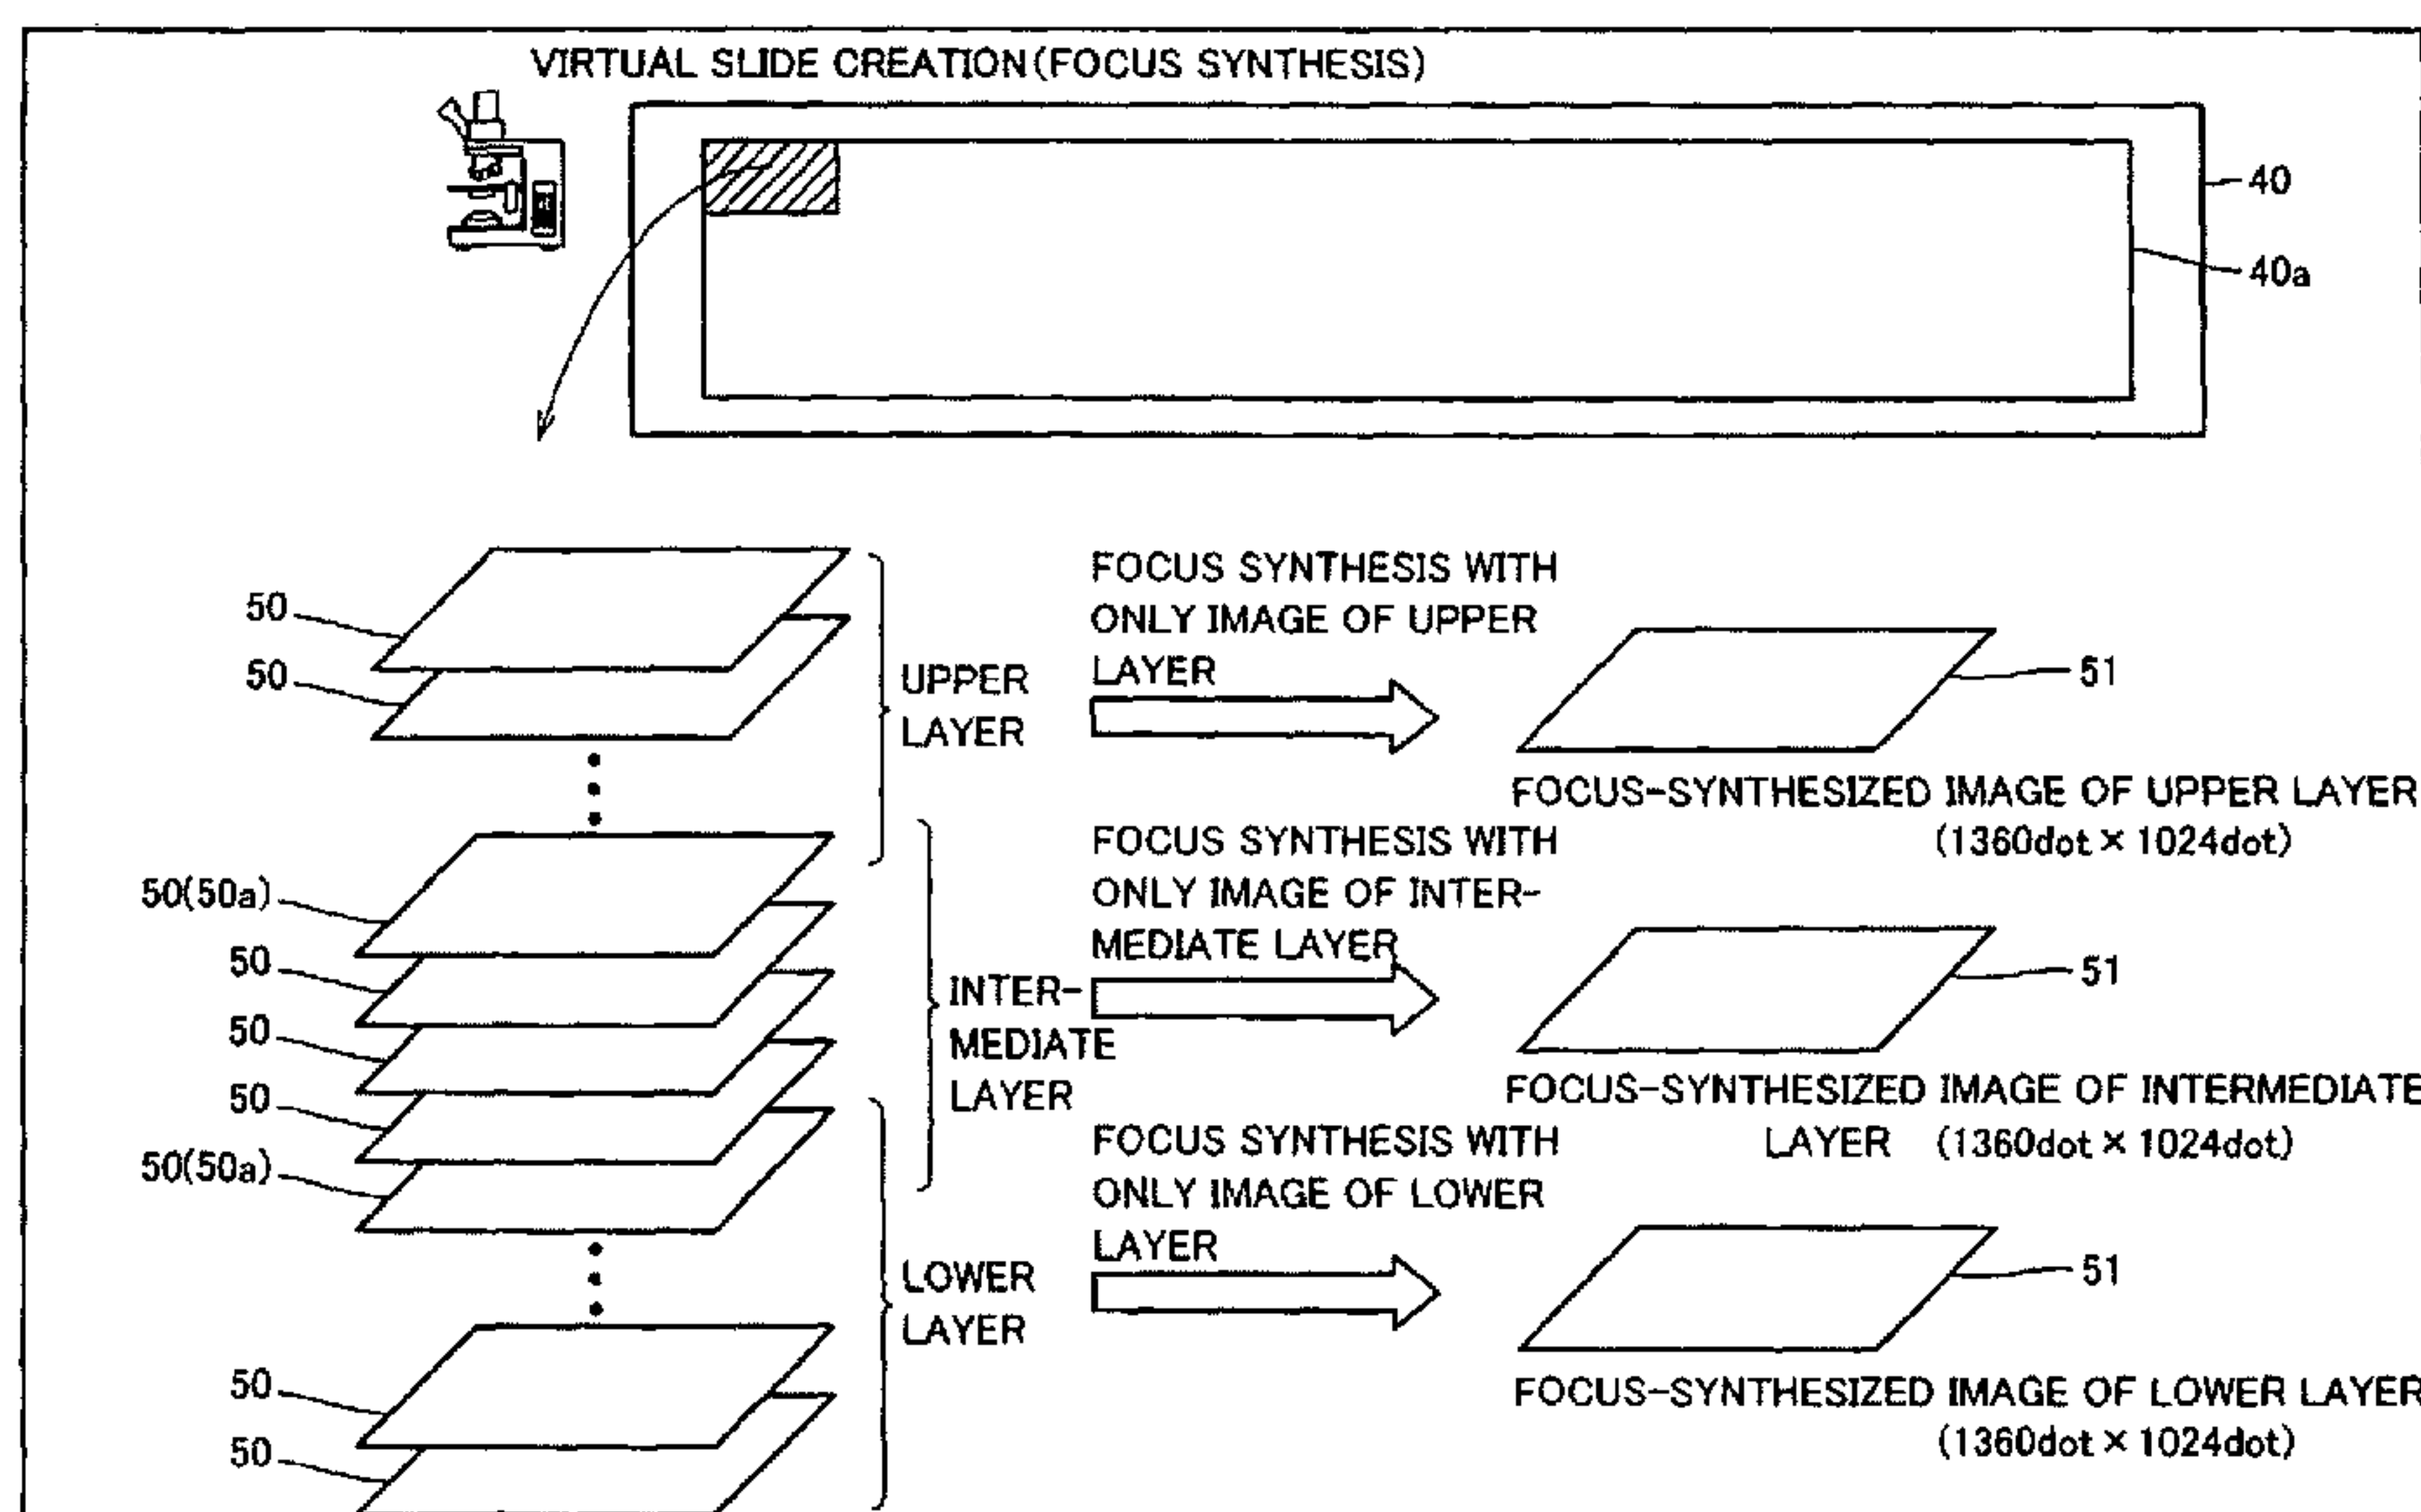 VIRTUAL SLIDE CREATION(FOCUS SYNTHESIS)
40
40a
50
50
UPPER
LAYER
FOCUS SYNTHESIS WITH
ONLY IMAGE OF UPPER
LAYER
51
FOCUS-SYNTHESIZED IMAGE OF UPPER LAYER
(1360dot × 1024dot)
50(50a)
50
50
50
50(50a)
INTER-
MEDIATE
LAYER
FOCUS SYNTHESIS WITH
ONLY IMAGE OF INTER-
MEDIATE LAYER
51
FOCUS-SYNTHESIZED IMAGE OF INTERMEDIATE
LAYER (1360dot × 1024dot)
50
50
LOWER
LAYER
FOCUS SYNTHESIS WITH
ONLY IMAGE OF LOWER
LAYER
51
FOCUS-SYNTHESIZED IMAGE OF LOWER LAYER
(1360dot × 1024dot)